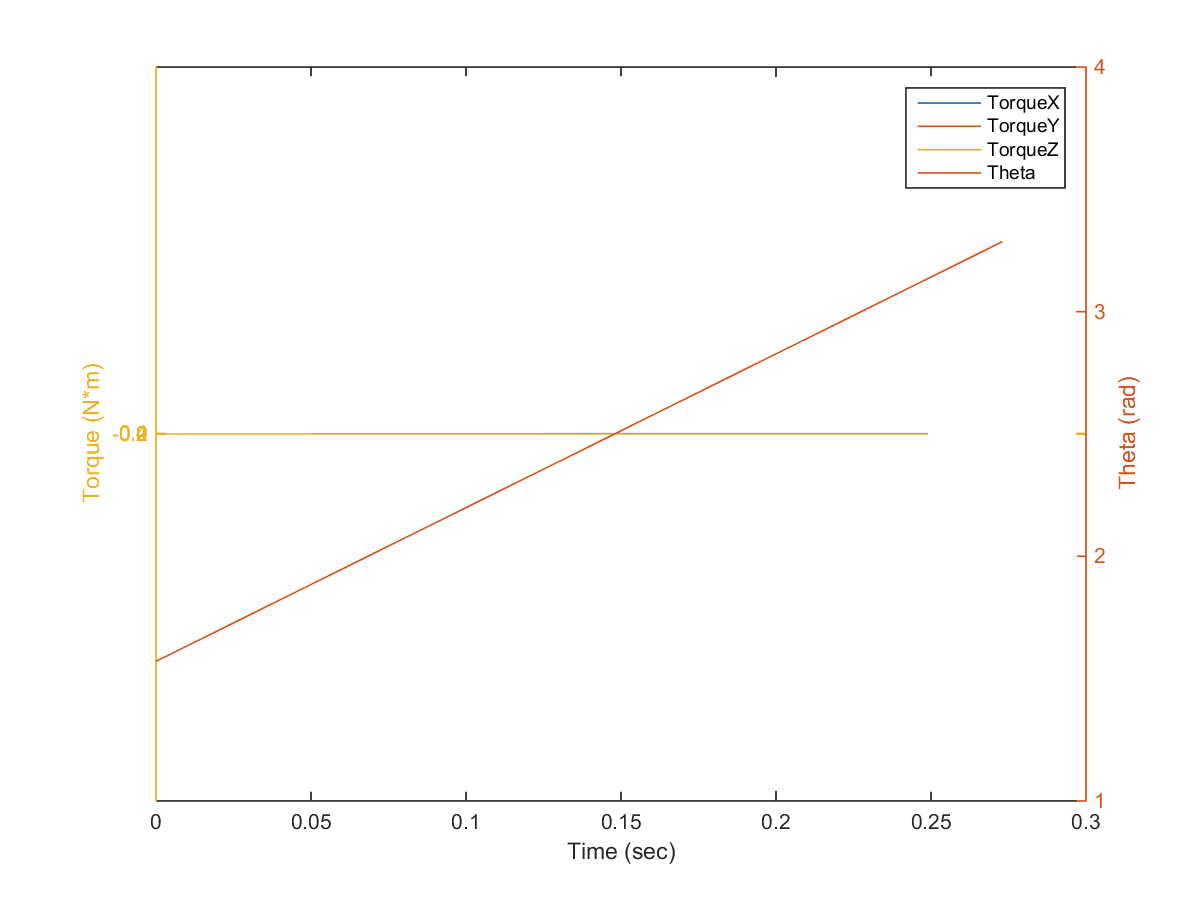 TorqueX
TorqueY
TorqueZ
Theta
4
3
2
1
Theta (rad)
Torque (N*m)
0
0.05
0.1
0.15
0.2
0.25
0.3
Time (sec)